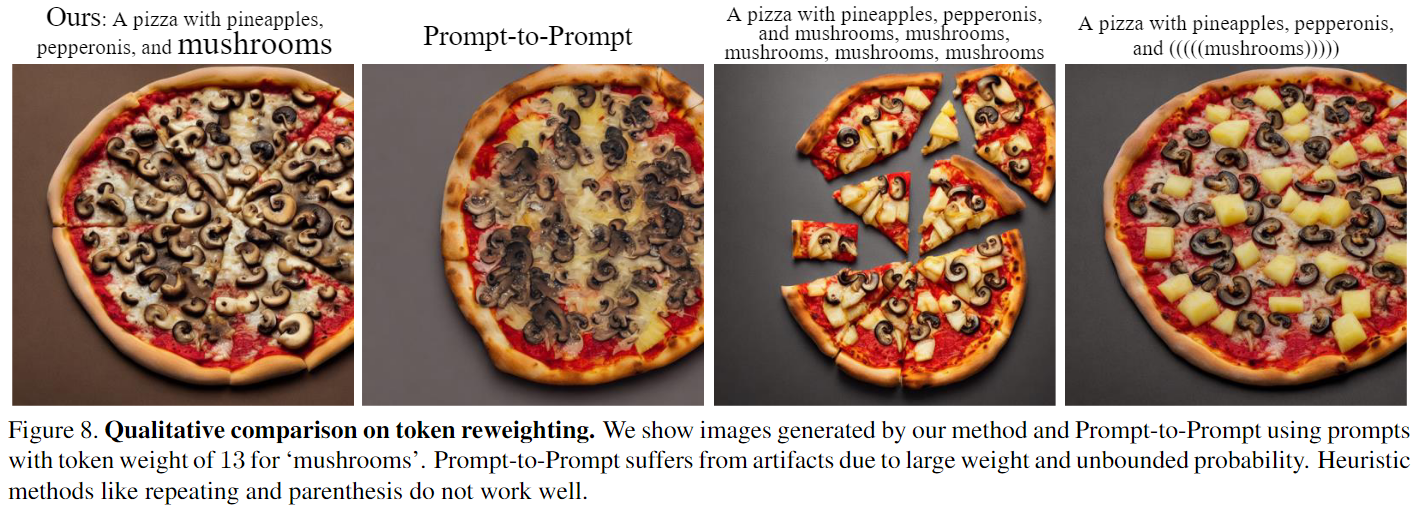 Ours: A pizza with pineapples,
pepperonis, and mushrooms
Prompt-to-Prompt
A pizza with pineapples, pepperonis,
and mushrooms, mushrooms,
mushrooms, mushrooms, mushrooms
A pizza with pineapples, pepperonis,
and (((((mushrooms)))))
Figure 8. Qualitative comparison on token reweighting. We show images generated by our method and Prompt-to-Prompt using prompts
with token weight of 13 for ‘mushrooms’. Prompt-to-Prompt suffers from artifacts due to large weight and unbounded probability. Heuristic
methods like repeating and parenthesis do not work well.